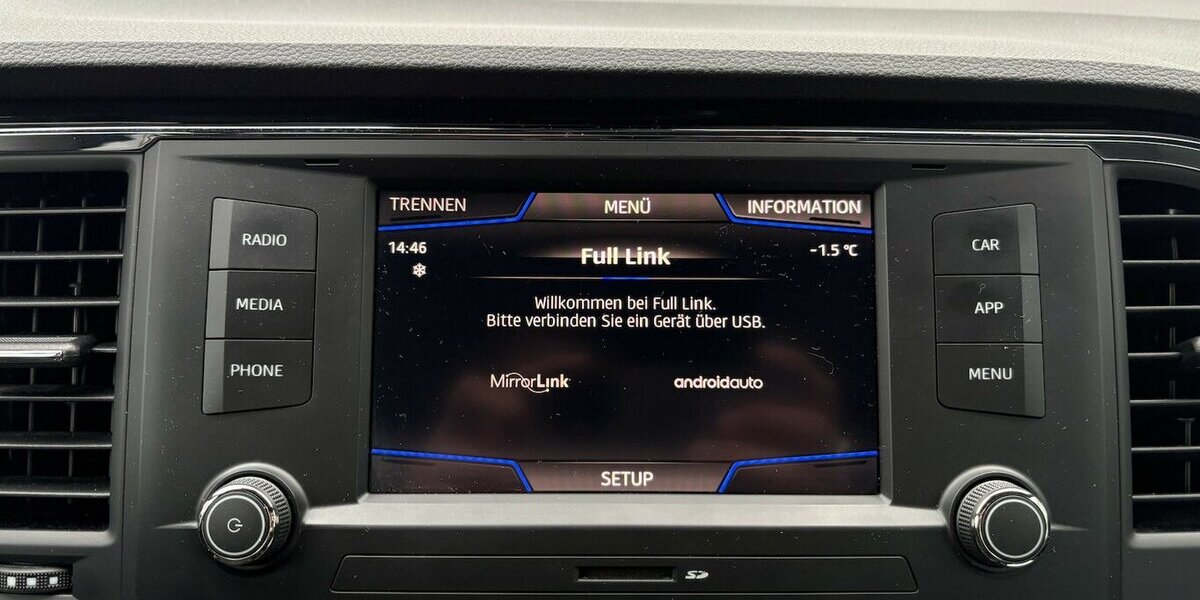 TRENNEN
MENÜ
INFORMATION
14:46
-1.5 °C
Full Link
Willkommen bei Full Link.
Bitte verbinden Sie ein Gerät über USB.
MirrorLink
androidauto
SETUP
RADIO
MEDIA
PHONE
CAR
APP
MENU
SD